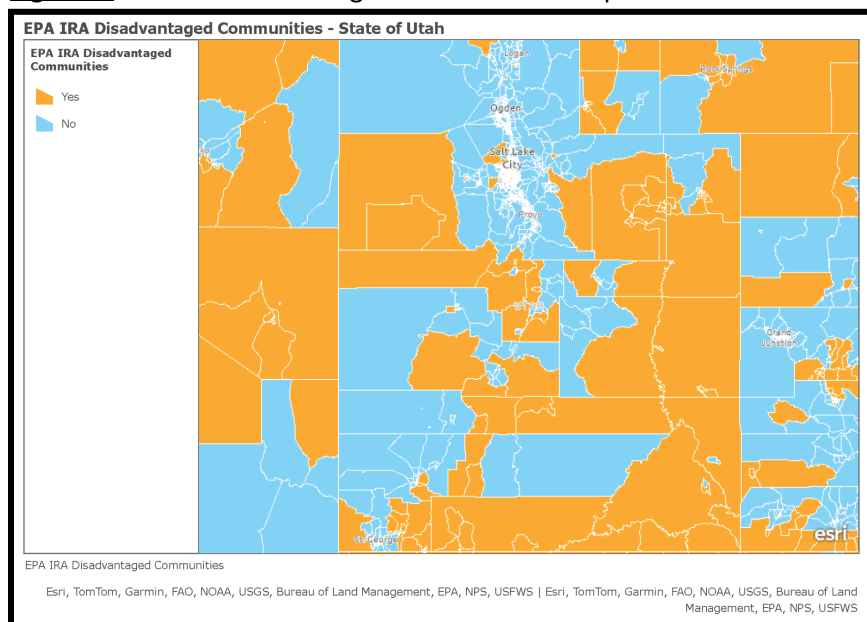 EPA IRA Disadvantaged Communities - State of Utah
EPA IRA Disadvantaged
Communities
Yes
No
Logan
Rock Springs
Ogden
Salt Lake
City
Provo
Grand
Junction
St. George
esri
EPA IRA Disadvantaged Communities
Esri, TomTom, Garmin, FAO, NOAA, USGS, Bureau of Land Management, EPA, NPS, USFWS | Esri, TomTom, Garmin, FAO, NOAA, USGS, Bureau of Land
Management, EPA, NPS, USFWS